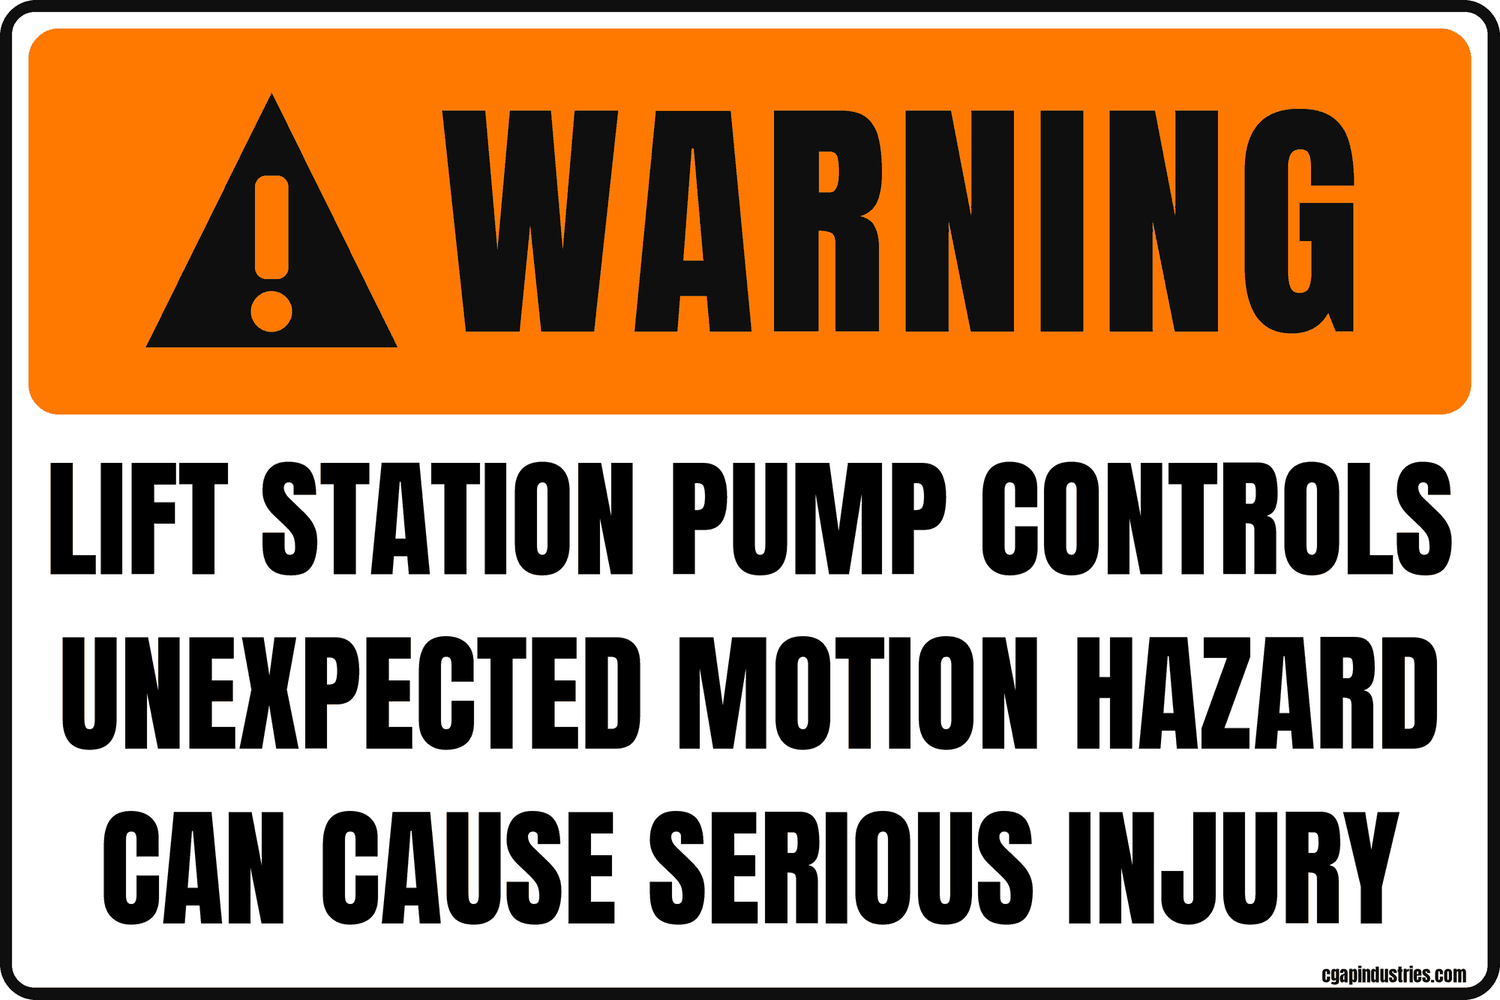 WARNING
LIFT STATION PUMP CONTROLS
UNEXPECTED MOTION HAZARD
CAN CAUSE SERIOUS INJURY
cgapindustries.com